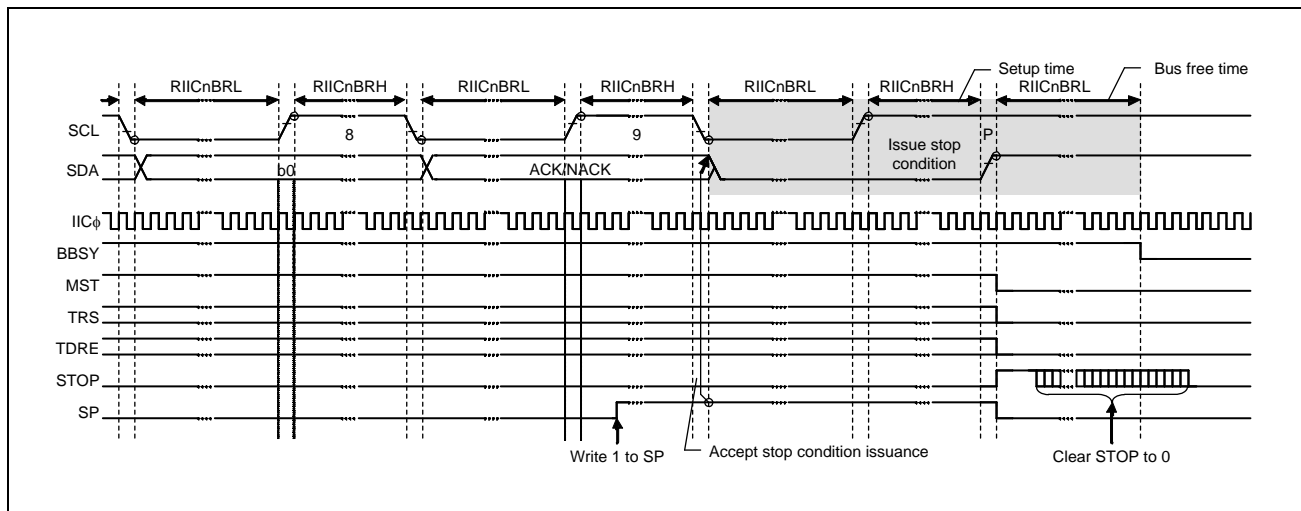 Setup time
Bus free time
RIICnBRL RIICnBRH RIICnBRL RIICnBRH RIICnBRL RIICnBRH RIICnBRL
SCL 8 9 P
Issue stop
condition
SDA b0 ACK/NACK
IICϕ
BBSY
MST
TRS
TDRE
STOP
SP
Write 1 to SP Accept stop condition issuance Clear STOP to 0